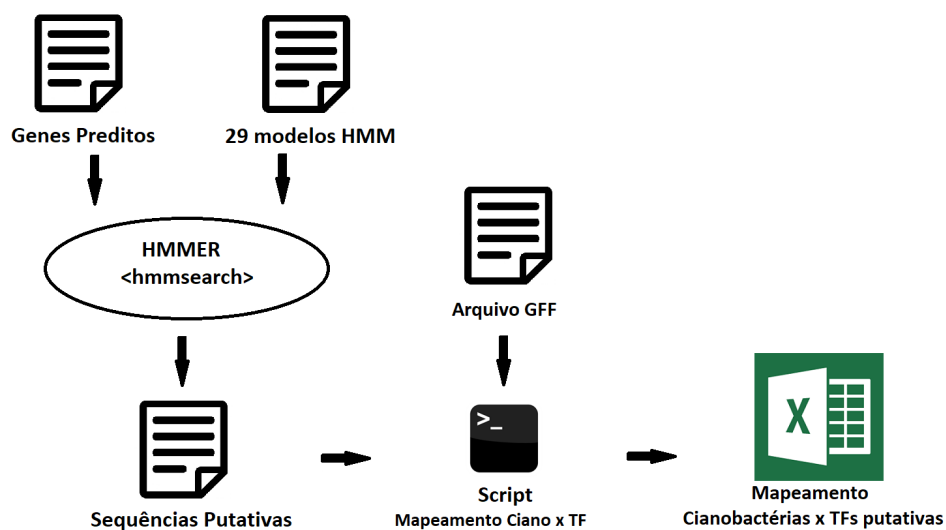 Genes Preditos
29 modelos HMM
HMMER
<hmmsearch>
Arquivo GFF
>_
X
Sequências Putativas
Script
Mapeamento Ciano x TF
Mapeamento
Cianobactérias x TFs putativas